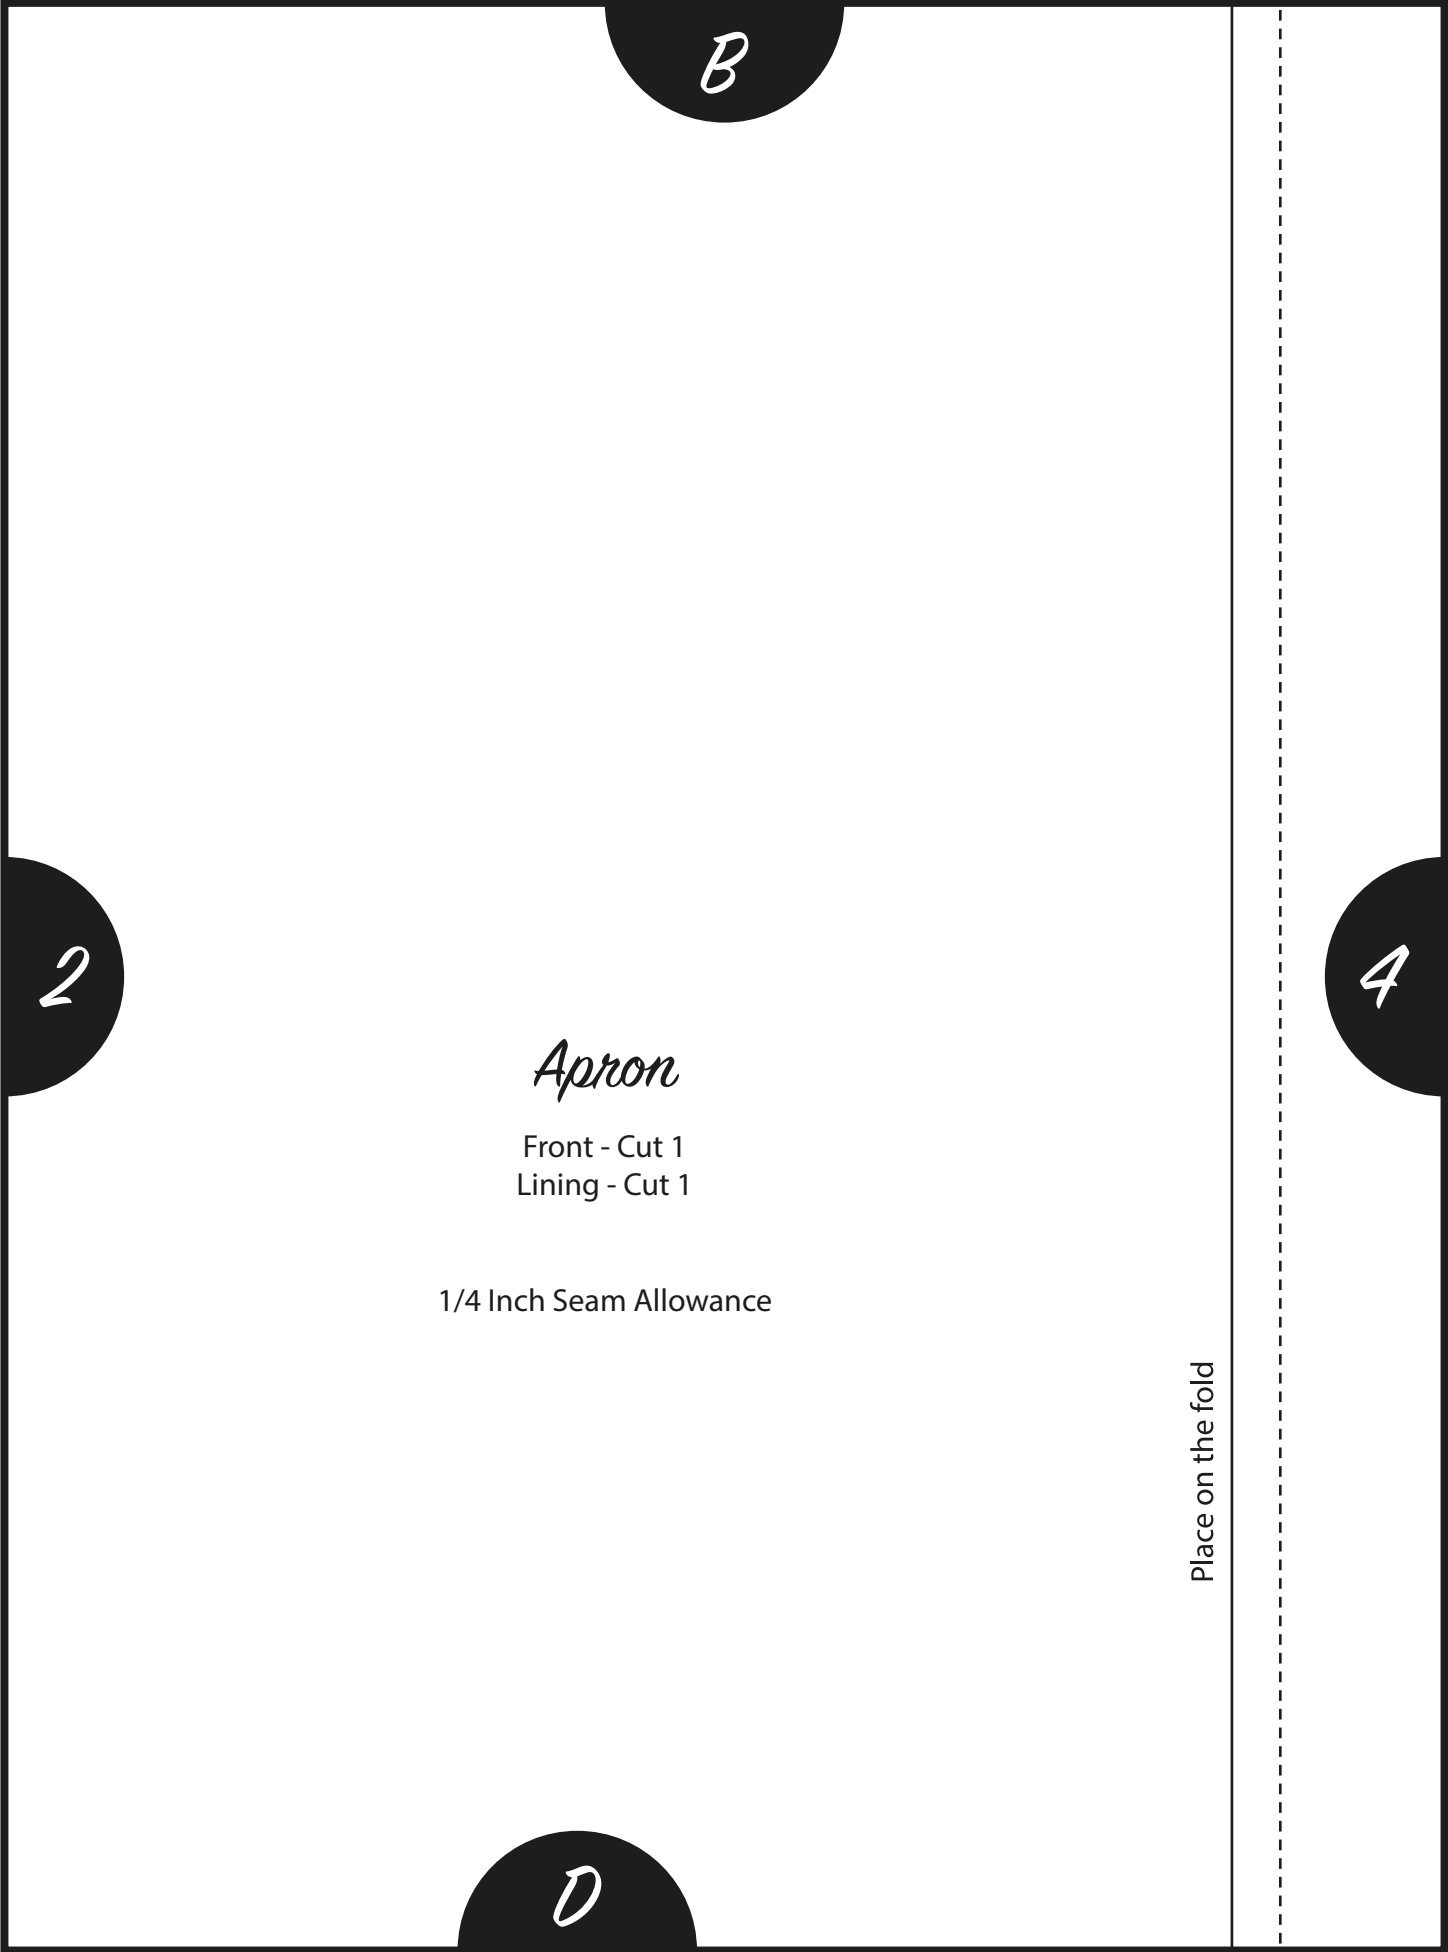 B
2
4
Apron
Front - Cut 1
Lining - Cut 1
1/4 Inch Seam Allowance
Place on the fold
D